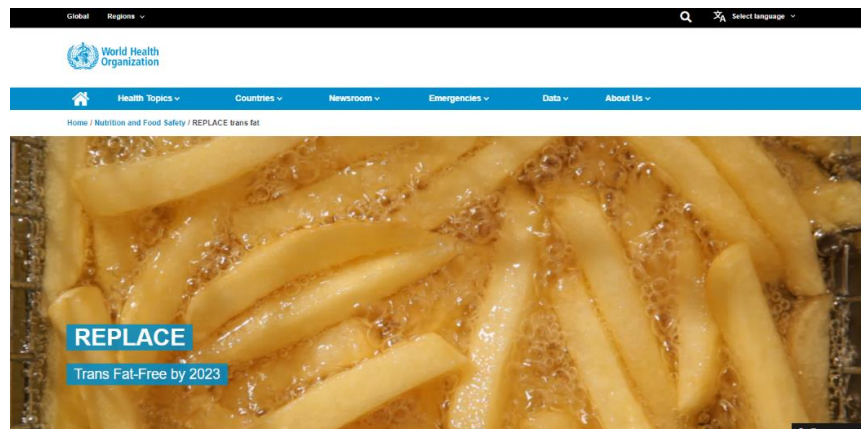 Global Regions Select language
World Health
Organization
Health Topics Countries Newsroom Emergencies Data About Us
Home / Nutrition and Food Safety / REPLACE trans fat
REPLACE
Trans Fat-Free by 2023